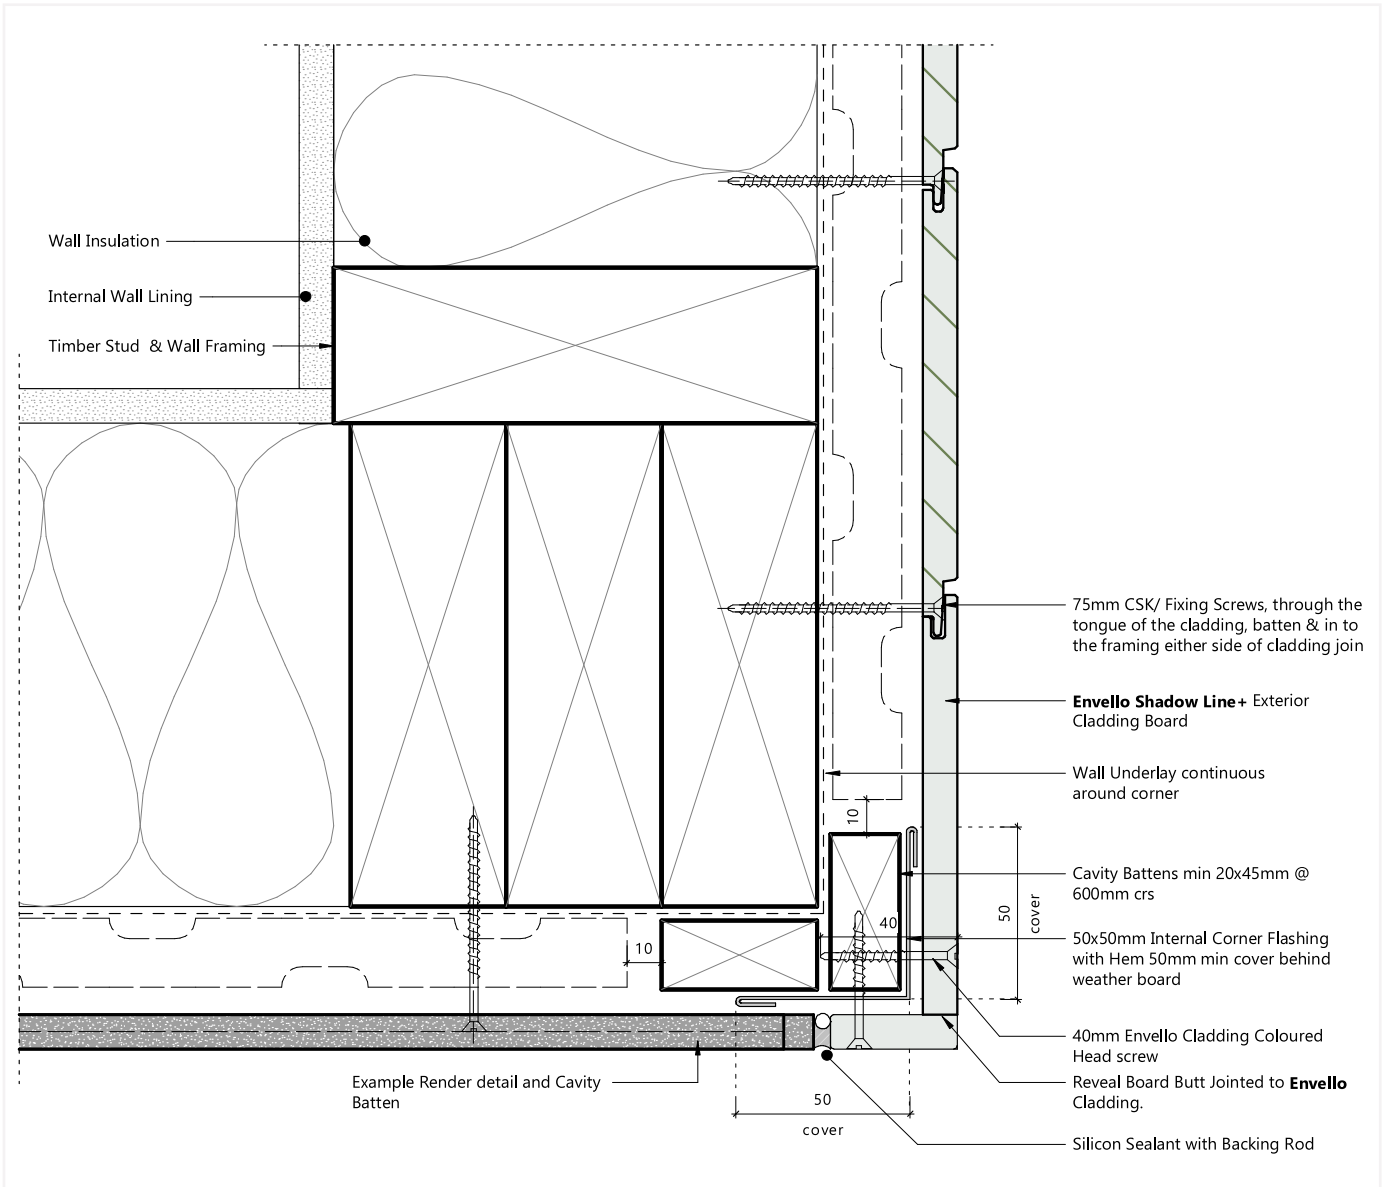 Wall Insulation
Internal Wall Lining
Timber Stud & Wall Framing
75mm CSK/ Fixing Screws, through the
tongue of the cladding, batten & in to
the framing either side of cladding join
Envello Shadow Line+ Exterior
Cladding Board
Wall Underlay continuous
around corner
10
Cavity Battens min 20x45mm @
600mm crs
50
cover
40
10
50x50mm Internal Corner Flashing
with Hem 50mm min cover behind
weather board
40mm Envello Cladding Coloured
Head screw
Reveal Board Butt Jointed to Envello
Cladding.
Example Render detail and Cavity
Batten
50
cover
Silicon Sealant with Backing Rod